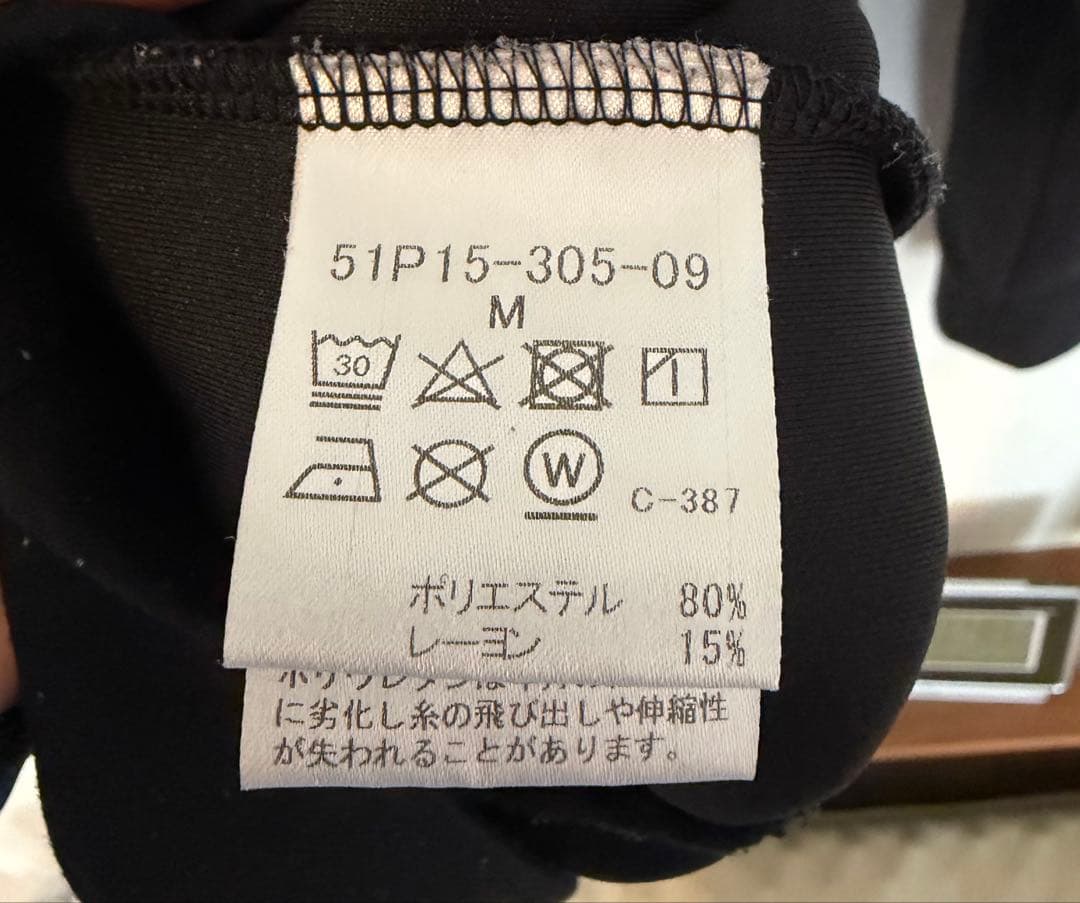 51P15-305-09
M
30
W
C-387
ポリエステル 80%
レーヨン 15%
に劣化し糸の飛び出しや伸縮性
が失われることがあります。